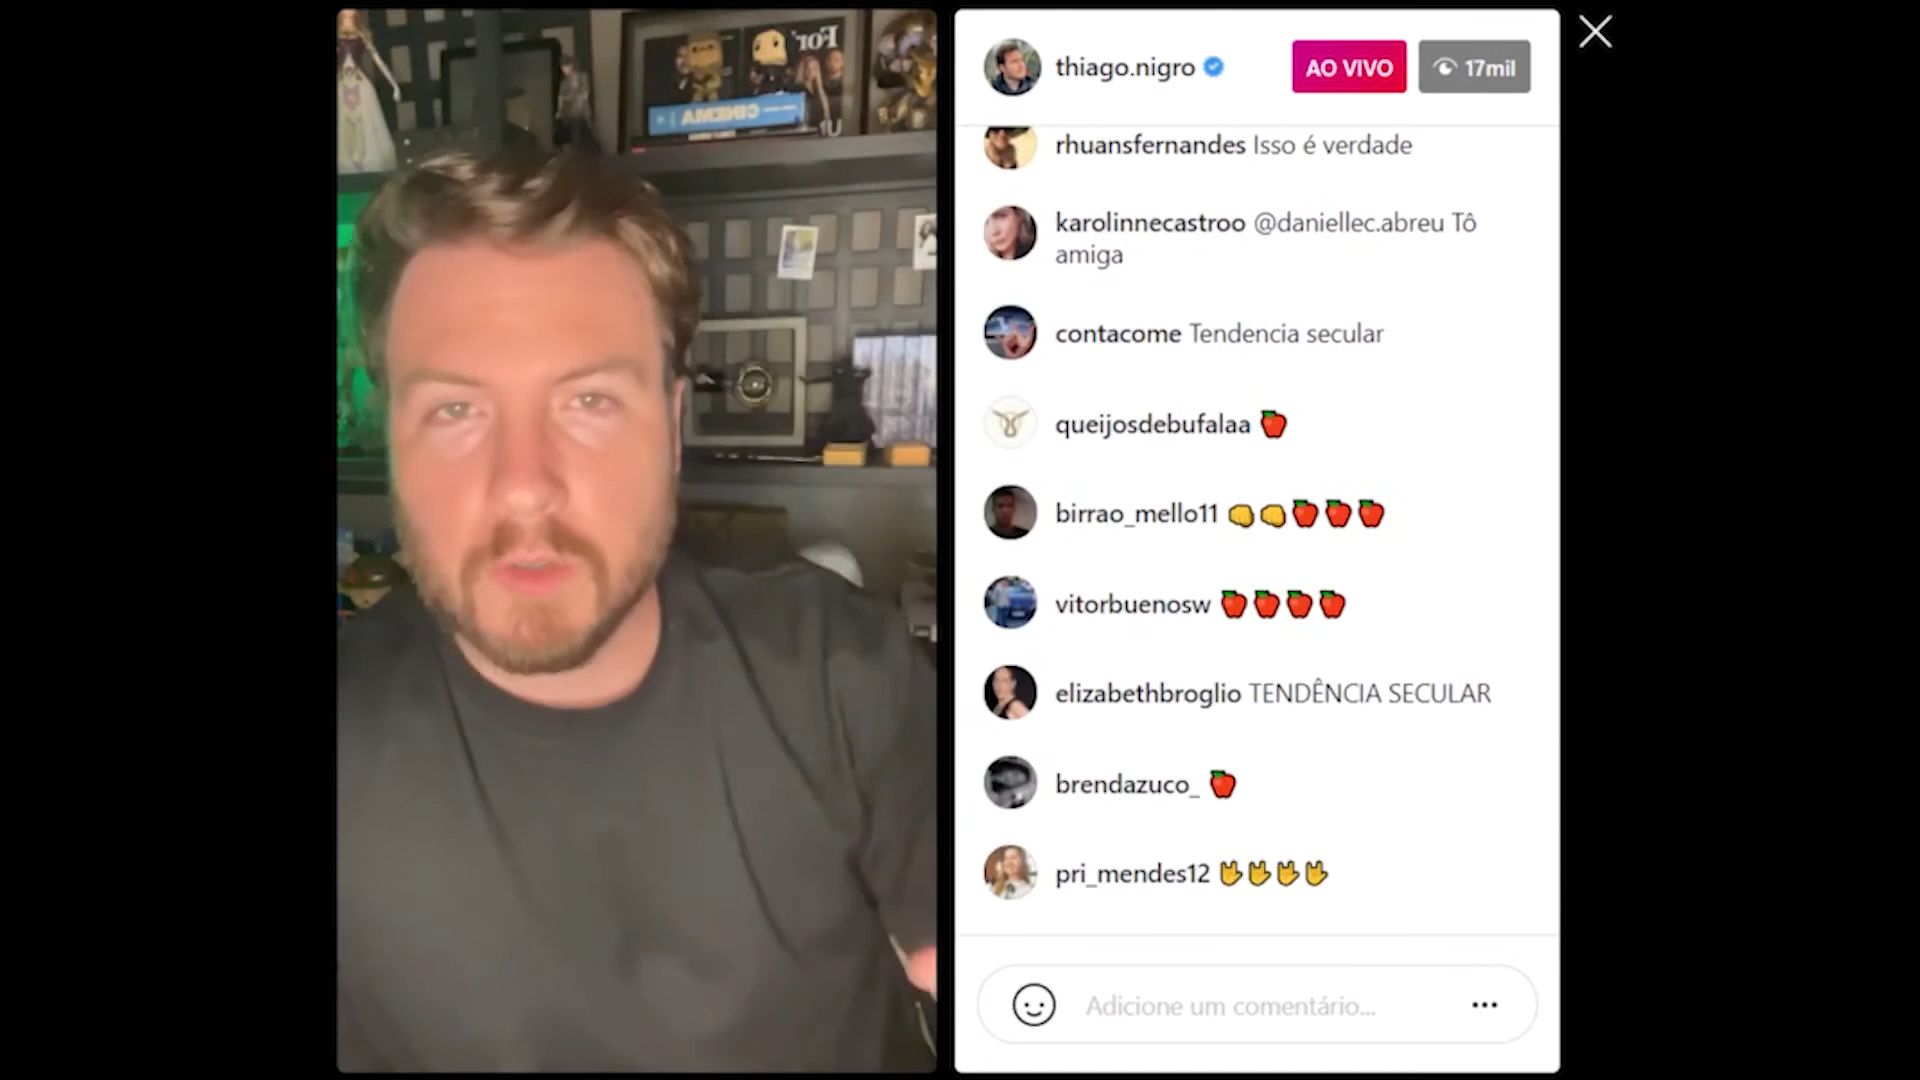 thiago.nigro
AO VIVO
17mil
rhuansfernandes Isso é verdade
karolinnecastroo @daniellec.abreu Tô
amiga
contacome Tendencia secular
queijosdebufalaa 🍎
birrao_mello11 👊👊🍎🍎🍎
vitorbuenosw 🍎🍎🍎🍎
elizabethbroglio TENDÊNCIA SECULAR
brendazuco_ 🍎
pri_mendes12 🤟🤟🤟🤟
Adicione um comentário...
CINEMA